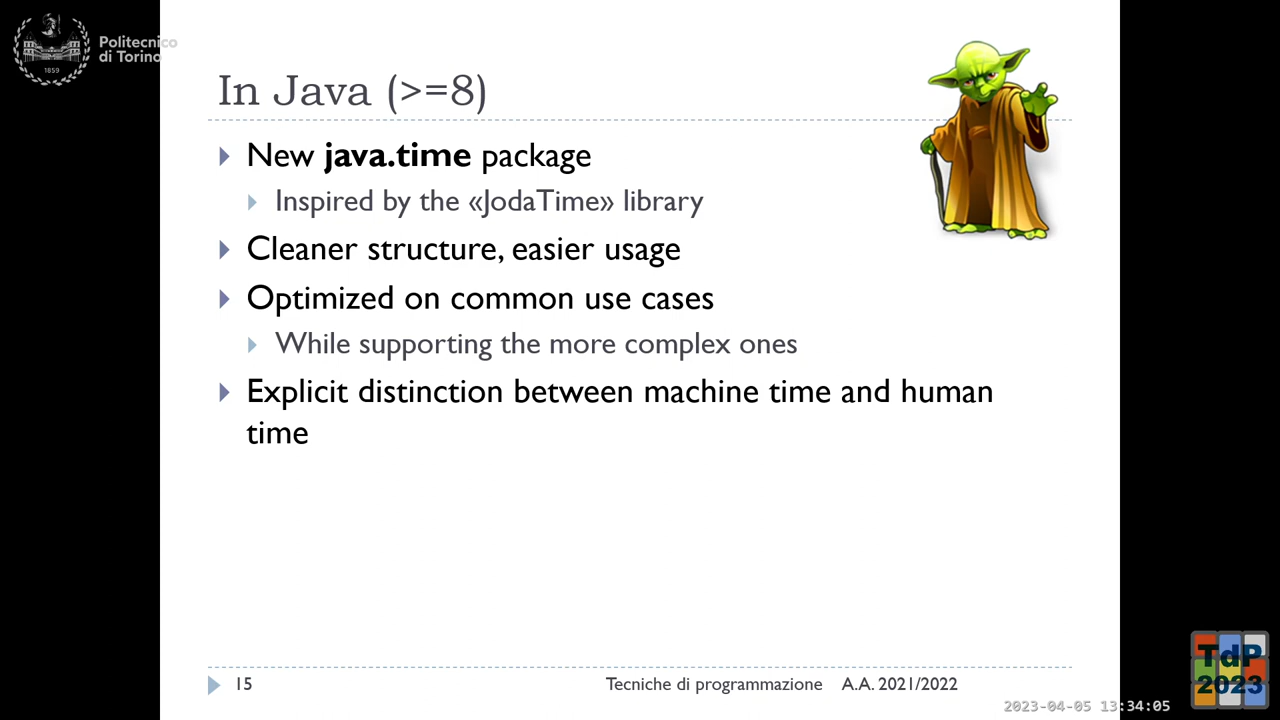 Politecnico
di Torino
1859
In Java (>=8)
New java.time package
Inspired by the «JodaTime» library
Cleaner structure, easier usage
Optimized on common use cases
While supporting the more complex ones
Explicit distinction between machine time and human
time
15
Tecniche di programmazione A.A. 2021/2022
2023-04-05 13:34:05
TdP
2023